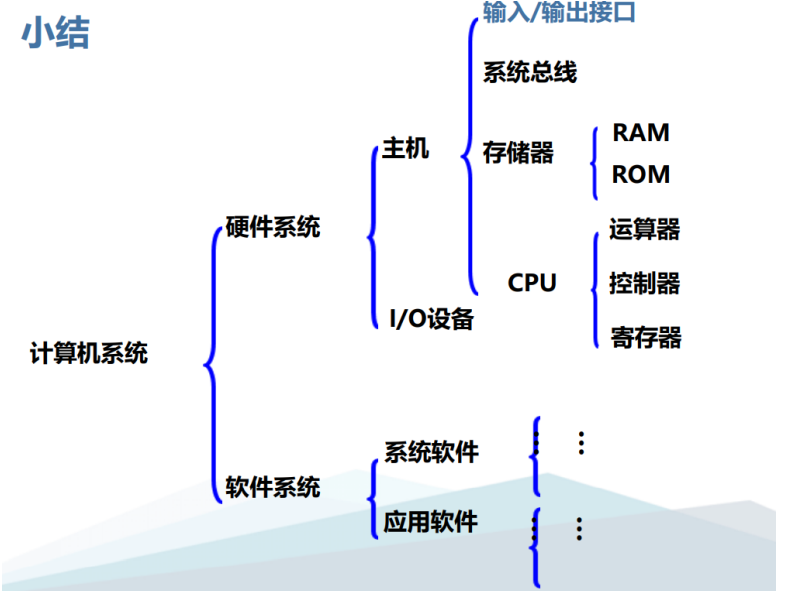 小结
输入/输出接口
系统总线
主机
存储器
RAM
ROM
硬件系统
运算器
CPU
控制器
I/O设备
寄存器
计算机系统
系统软件
⋮ ⋮
软件系统
应用软件
⋮ ⋮